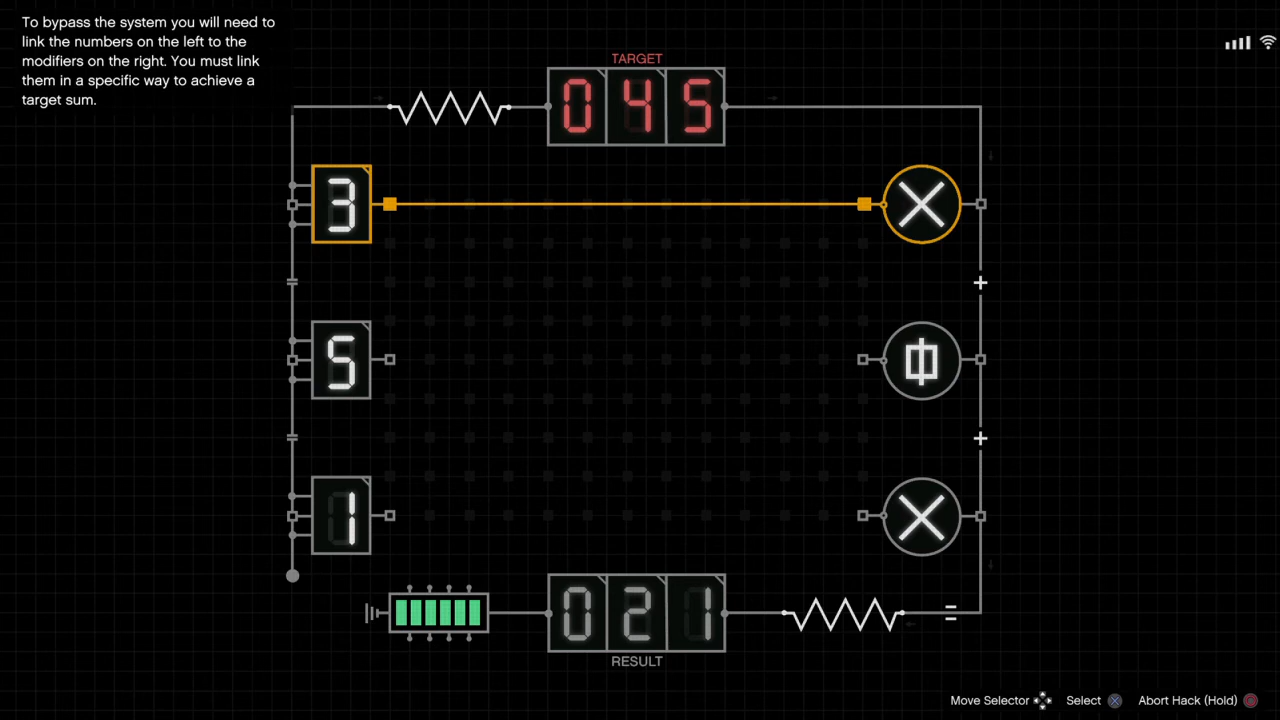 To bypass the system you will need to
link the numbers on the left to the
modifiers on the right. You must link
them in a specific way to achieve a
target sum.
TARGET
045
3
5
1
+
+
=
021
RESULT
Move Selector
Select
Abort Hack (Hold)